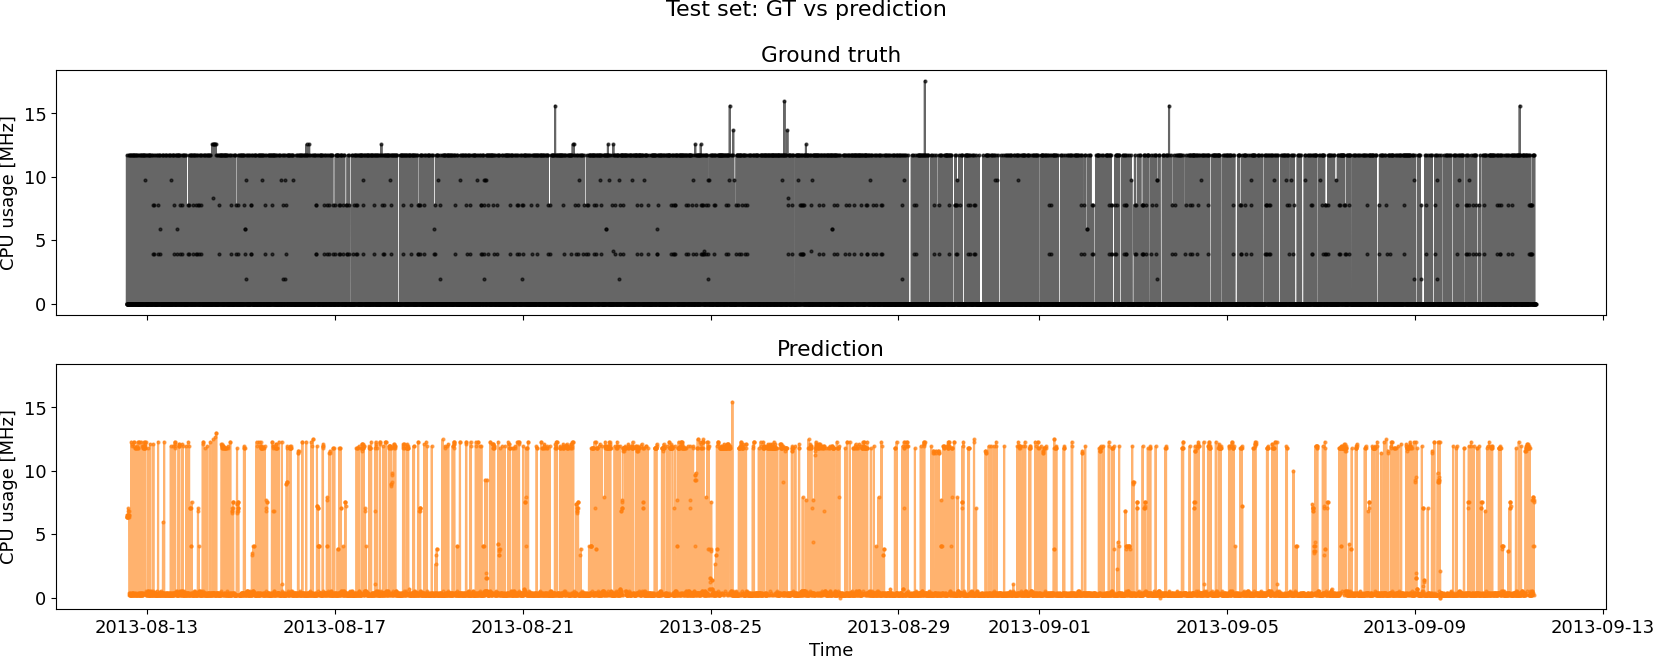 Test set: GT vs prediction
Ground truth
CPU usage [MHz]
15
10
5
0
Prediction
CPU usage [MHz]
15
10
5
0
2013-08-13 2013-08-17 2013-08-21 2013-08-25 2013-08-29 2013-09-01 2013-09-05 2013-09-09 2013-09-13
Time